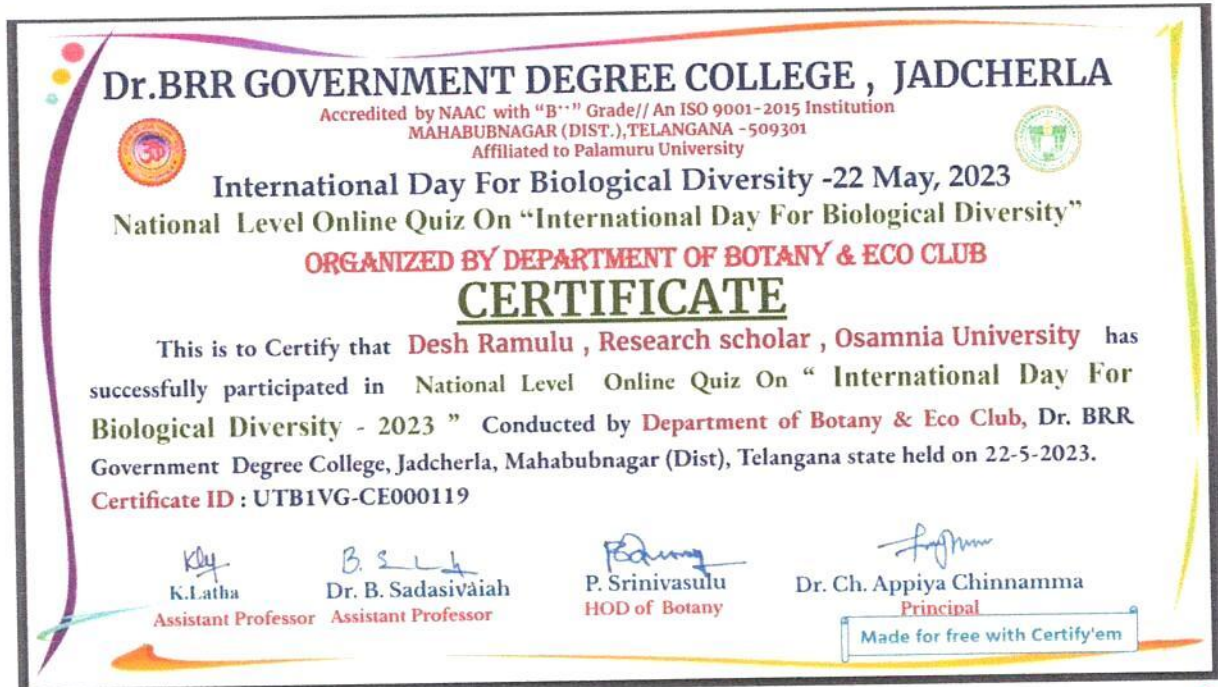 Dr.BRR GOVERNMENT DEGREE COLLEGE , JADCHERLA
Accredited by NAAC with "B⁺⁺" Grade// An ISO 9001-2015 Institution
MAHABUBNAGAR (DIST.),TELANGANA -509301
Affiliated to Palamuru University
International Day For Biological Diversity -22 May, 2023
National Level Online Quiz On "International Day For Biological Diversity"
ORGANIZED BY DEPARTMENT OF BOTANY & ECO CLUB
CERTIFICATE
This is to Certify that Desh Ramulu , Research scholar , Osamnia University has
successfully participated in National Level Online Quiz On " International Day For
Biological Diversity - 2023 " Conducted by Department of Botany & Eco Club, Dr. BRR
Government Degree College, Jadcherla, Mahabubnagar (Dist), Telangana state held on 22-5-2023.
Certificate ID : UTB1VG-CE000119
K.Latha Dr. B. Sadasivaiah P. Srinivasulu Dr. Ch. Appiya Chinnamma
Assistant Professor Assistant Professor HOD of Botany Principal
Made for free with Certify'em